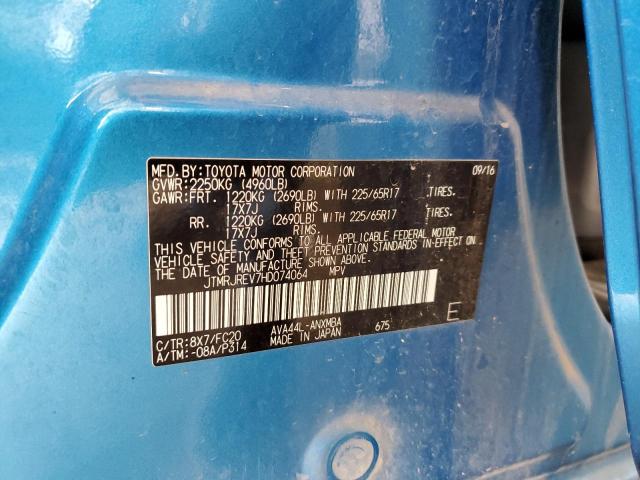 MFD. BY: TOYOTA MOTOR CORPORATION 09/16
GVWR: 2250KG (4960LB)
GAWR: FRT. 1220KG (2690LB) WITH 225/65R17 TIRES.
17X7J RIMS.
RR. 1220KG (2690LB) WITH 225/65R17 TIRES.
17X7J RIMS.
THIS VEHICLE CONFORMS TO ALL APPLICABLE FEDERAL MOTOR
VEHICLE SAFETY AND THEFT PREVENTION STANDARDS IN EFFECT ON
THE DATE OF MANUFACTURE SHOWN ABOVE.
JTMRJREV7HD074064 MPV
C/TR: 8X7/FC20 AVA44L-ANXMBA 675 E
A/TM: -08A/P314 MADE IN JAPAN